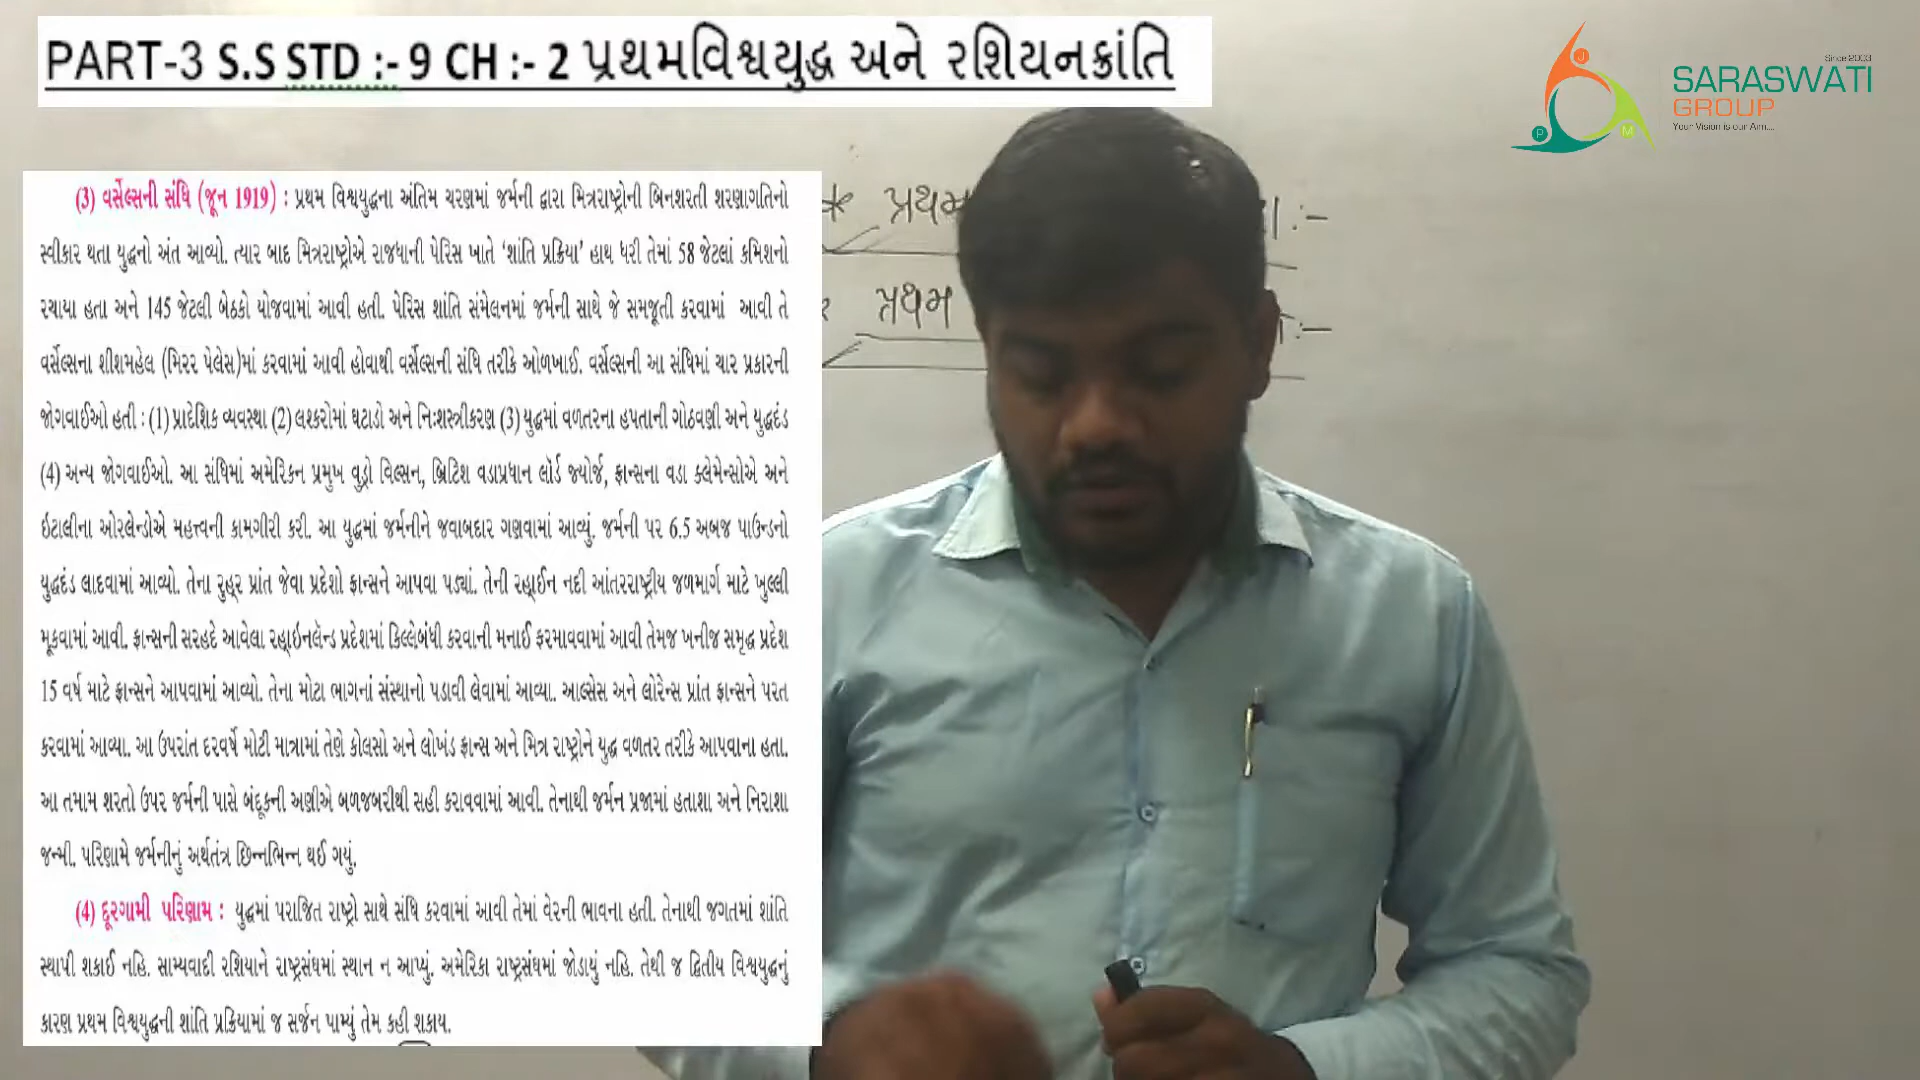 PART-3 S.S STD :- 9 CH :- 2 પ્રથમવિશ્વયુદ્ધ અને રશિયનક્રાંતિ
Since 2003
SARASWATI
GROUP
Your Vision is our Aim....
J
P
M
(3) વર્સેલ્સની સંધિ (જૂન 1919) : પ્રથમ વિશ્વયુદ્ધના અંતિમ ચરણમાં જર્મની દ્વારા મિત્રરાષ્ટ્રોની બિનશરતી શરણાગતિનો
સ્વીકાર થતા યુદ્ધનો અંત આવ્યો. ત્યાર બાદ મિત્રરાષ્ટ્રોએ રાજધાની પેરિસ ખાતે ‘શાંતિ પ્રક્રિયા’ હાથ ધરી તેમાં 58 જેટલાં કમિશનો
રચાયા હતા અને 145 જેટલી બેઠકો યોજવામાં આવી હતી. પેરિસ શાંતિ સંમેલનમાં જર્મની સાથે જે સમજૂતી કરવામાં આવી તે
વર્સેલ્સના શીશમહેલ (મિરર પેલેસ)માં કરવામાં આવી હોવાથી વર્સેલ્સની સંધિ તરીકે ઓળખાઈ. વર્સેલ્સની આ સંધિમાં ચાર પ્રકારની
જોગવાઈઓ હતી : (1) પ્રાદેશિક વ્યવસ્થા (2) લશ્કરોમાં ઘટાડો અને નિઃશસ્ત્રીકરણ (3) યુદ્ધમાં વળતરના હપતાની ગોઠવણી અને યુદ્ધદંડ
(4) અન્ય જોગવાઈઓ. આ સંધિમાં અમેરિકન પ્રમુખ વુડ્રો વિલ્સન, બ્રિટિશ વડાપ્રધાન લૉર્ડ જ્યોર્જ, ફ્રાન્સના વડા ક્લેમેન્સોએ અને
ઇટાલીના ઓરલેન્ડોએ મહત્ત્વની કામગીરી કરી. આ યુદ્ધમાં જર્મનીને જવાબદાર ગણવામાં આવ્યું. જર્મની પર 6.5 અબજ પાઉન્ડનો
યુદ્ધદંડ લાદવામાં આવ્યો. તેના રુહ્ર પ્રાંત જેવા પ્રદેશો ફ્રાન્સને આપવા પડ્યાં. તેની રહાઈન નદી આંતરરાષ્ટ્રીય જળમાર્ગ માટે ખુલ્લી
મૂકવામાં આવી. ફ્રાન્સની સરહદે આવેલા રહાઇનલૅન્ડ પ્રદેશમાં કિલ્લેબંધી કરવાની મનાઈ ફરમાવવામાં આવી તેમજ ખનીજ સમૃદ્ધ પ્રદેશ
15 વર્ષ માટે ફ્રાન્સને આપવામાં આવ્યો. તેના મોટા ભાગનાં સંસ્થાનો પડાવી લેવામાં આવ્યા. આલ્સેસ અને લોરેન્સ પ્રાંત ફ્રાન્સને પરત
કરવામાં આવ્યા. આ ઉપરાંત દરવર્ષે મોટી માત્રામાં તેણે કોલસો અને લોખંડ ફ્રાન્સ અને મિત્ર રાષ્ટ્રોને યુદ્ધ વળતર તરીકે આપવાના હતા.
આ તમામ શરતો ઉપર જર્મની પાસે બંદૂકની અણીએ બળજબરીથી સહી કરાવવામાં આવી. તેનાથી જર્મન પ્રજામાં હતાશા અને નિરાશા
જન્મી. પરિણામે જર્મનીનું અર્થતંત્ર છિન્નભિન્ન થઈ ગયું.
(4) દૂરગામી પરિણામ : યુદ્ધમાં પરાજિત રાષ્ટ્રો સાથે સંધિ કરવામાં આવી તેમાં વેરની ભાવના હતી. તેનાથી જગતમાં શાંતિ
સ્થાપી શકાઈ નહિ. સામ્યવાદી રશિયાને રાષ્ટ્રસંઘમાં સ્થાન ન આપ્યું. અમેરિકા રાષ્ટ્રસંઘમાં જોડાયું નહિ. તેથી જ દ્વિતીય વિશ્વયુદ્ધનું
કારણ પ્રથમ વિશ્વયુદ્ધની શાંતિ પ્રક્રિયામાં જ સર્જન પામ્યું તેમ કહી શકાય.
* પ્રથમ
:-
પ્રથમ
:-